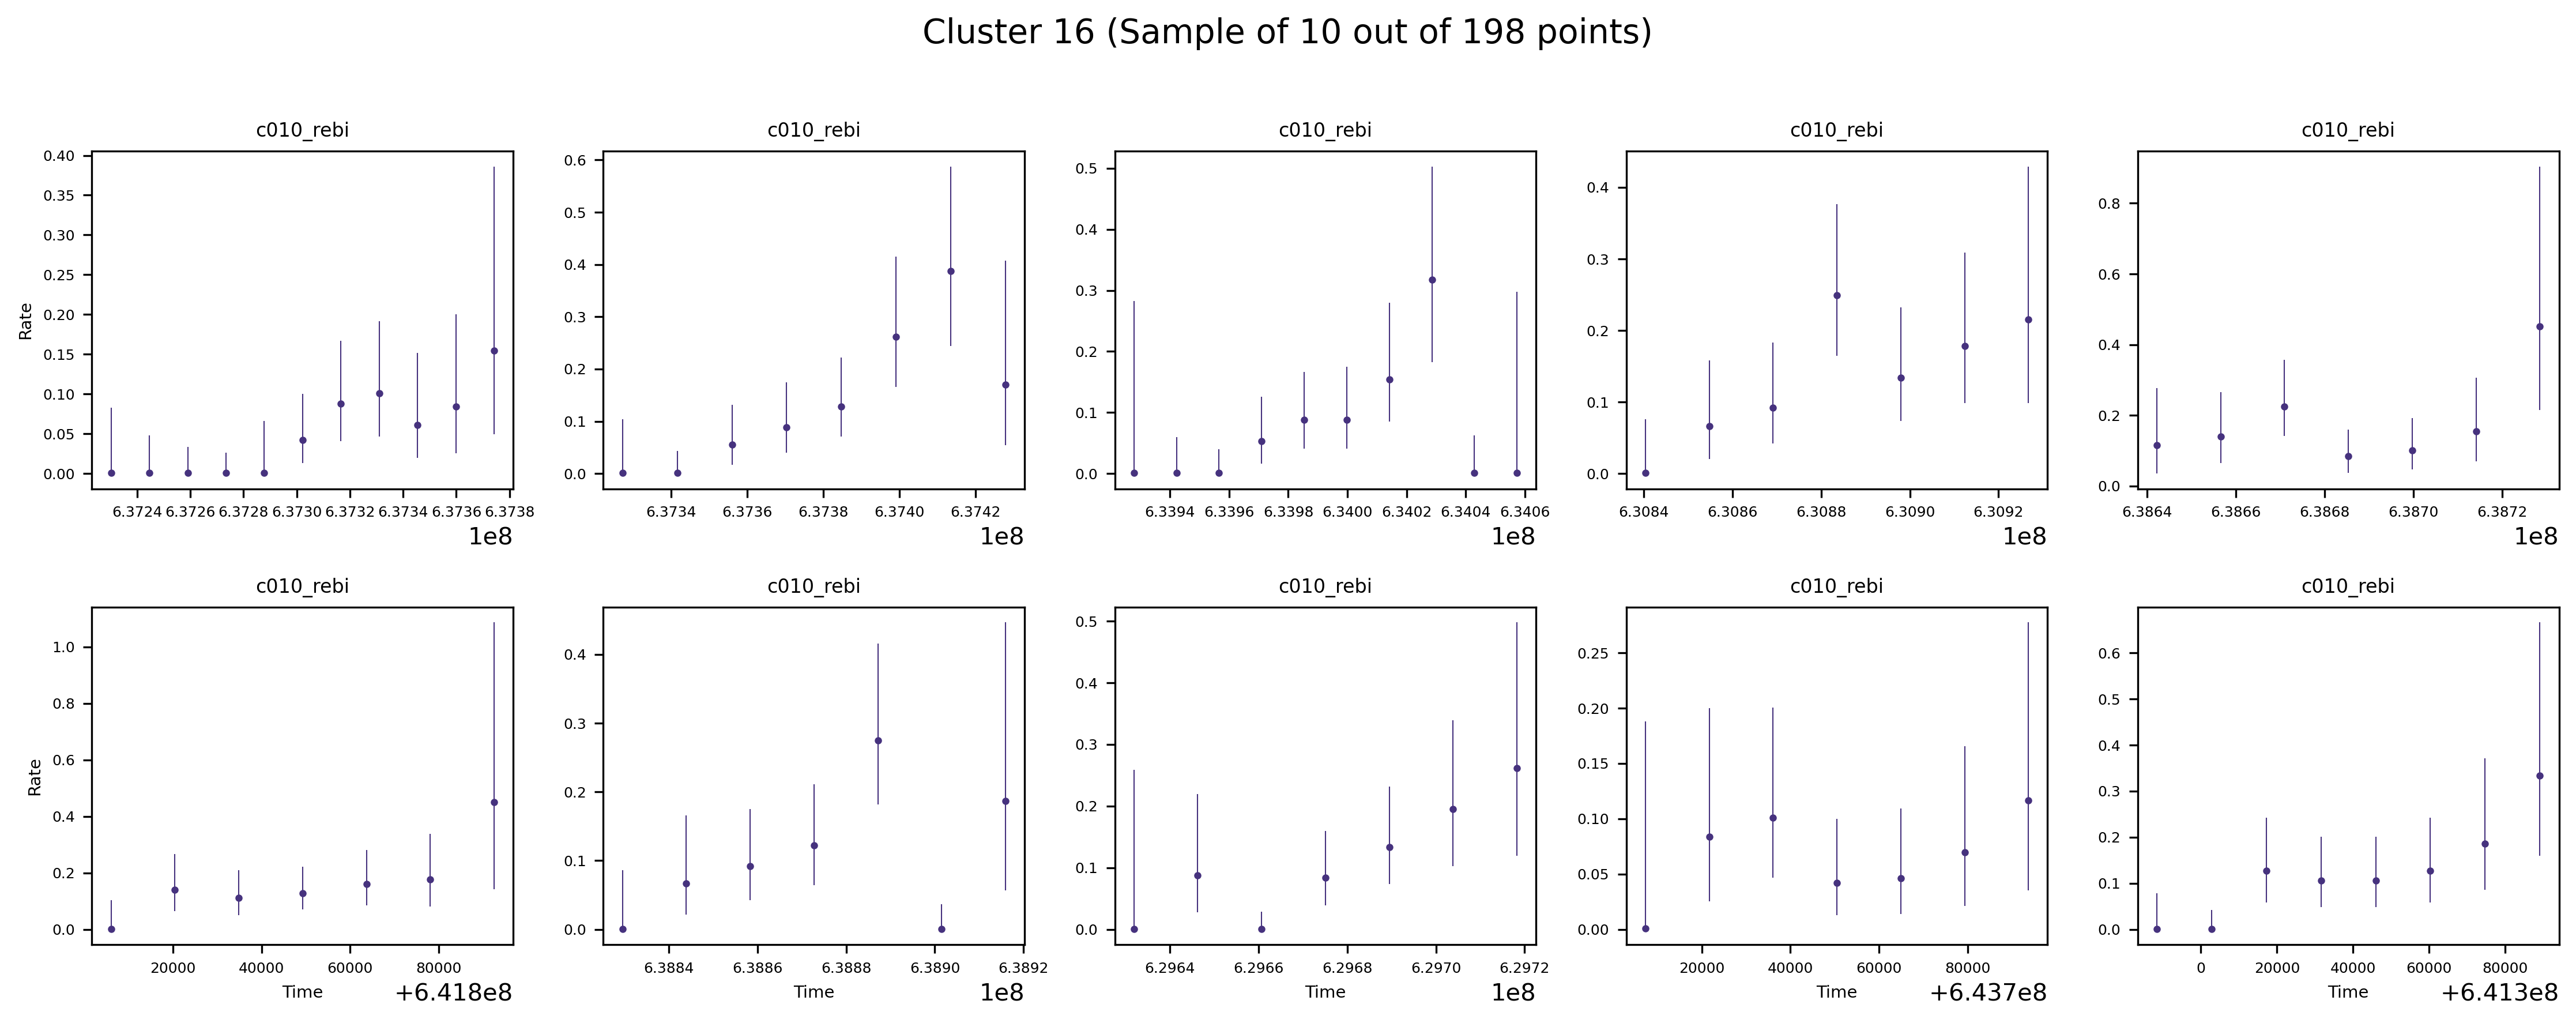 Cluster 16 (Sample of 10 out of 198 points)
c010_rebi c010_rebi c010_rebi c010_rebi c010_rebi
Rate
0.40 0.35 0.30 0.25 0.20 0.15 0.10 0.05 0.00
0.6 0.5 0.4 0.3 0.2 0.1 0.0
0.5 0.4 0.3 0.2 0.1 0.0
0.4 0.3 0.2 0.1 0.0
0.8 0.6 0.4 0.2 0.0
6.3724 6.3726 6.3728 6.3730 6.3732 6.3734 6.3736 6.3738
6.3734 6.3736 6.3738 6.3740 6.3742
6.3394 6.3396 6.3398 6.3400 6.3402 6.3404 6.3406
6.3084 6.3086 6.3088 6.3090 6.3092
6.3864 6.3866 6.3868 6.3870 6.3872
1e8 1e8 1e8 1e8 1e8
c010_rebi c010_rebi c010_rebi c010_rebi c010_rebi
Rate
1.0 0.8 0.6 0.4 0.2 0.0
0.4 0.3 0.2 0.1 0.0
0.5 0.4 0.3 0.2 0.1 0.0
0.25 0.20 0.15 0.10 0.05 0.00
0.6 0.5 0.4 0.3 0.2 0.1 0.0
20000 40000 60000 80000
6.3884 6.3886 6.3888 6.3890 6.3892
6.2964 6.2966 6.2968 6.2970 6.2972
20000 40000 60000 80000
0 20000 40000 60000 80000
Time +6.418e8 Time 1e8 Time 1e8 Time +6.437e8 Time +6.413e8